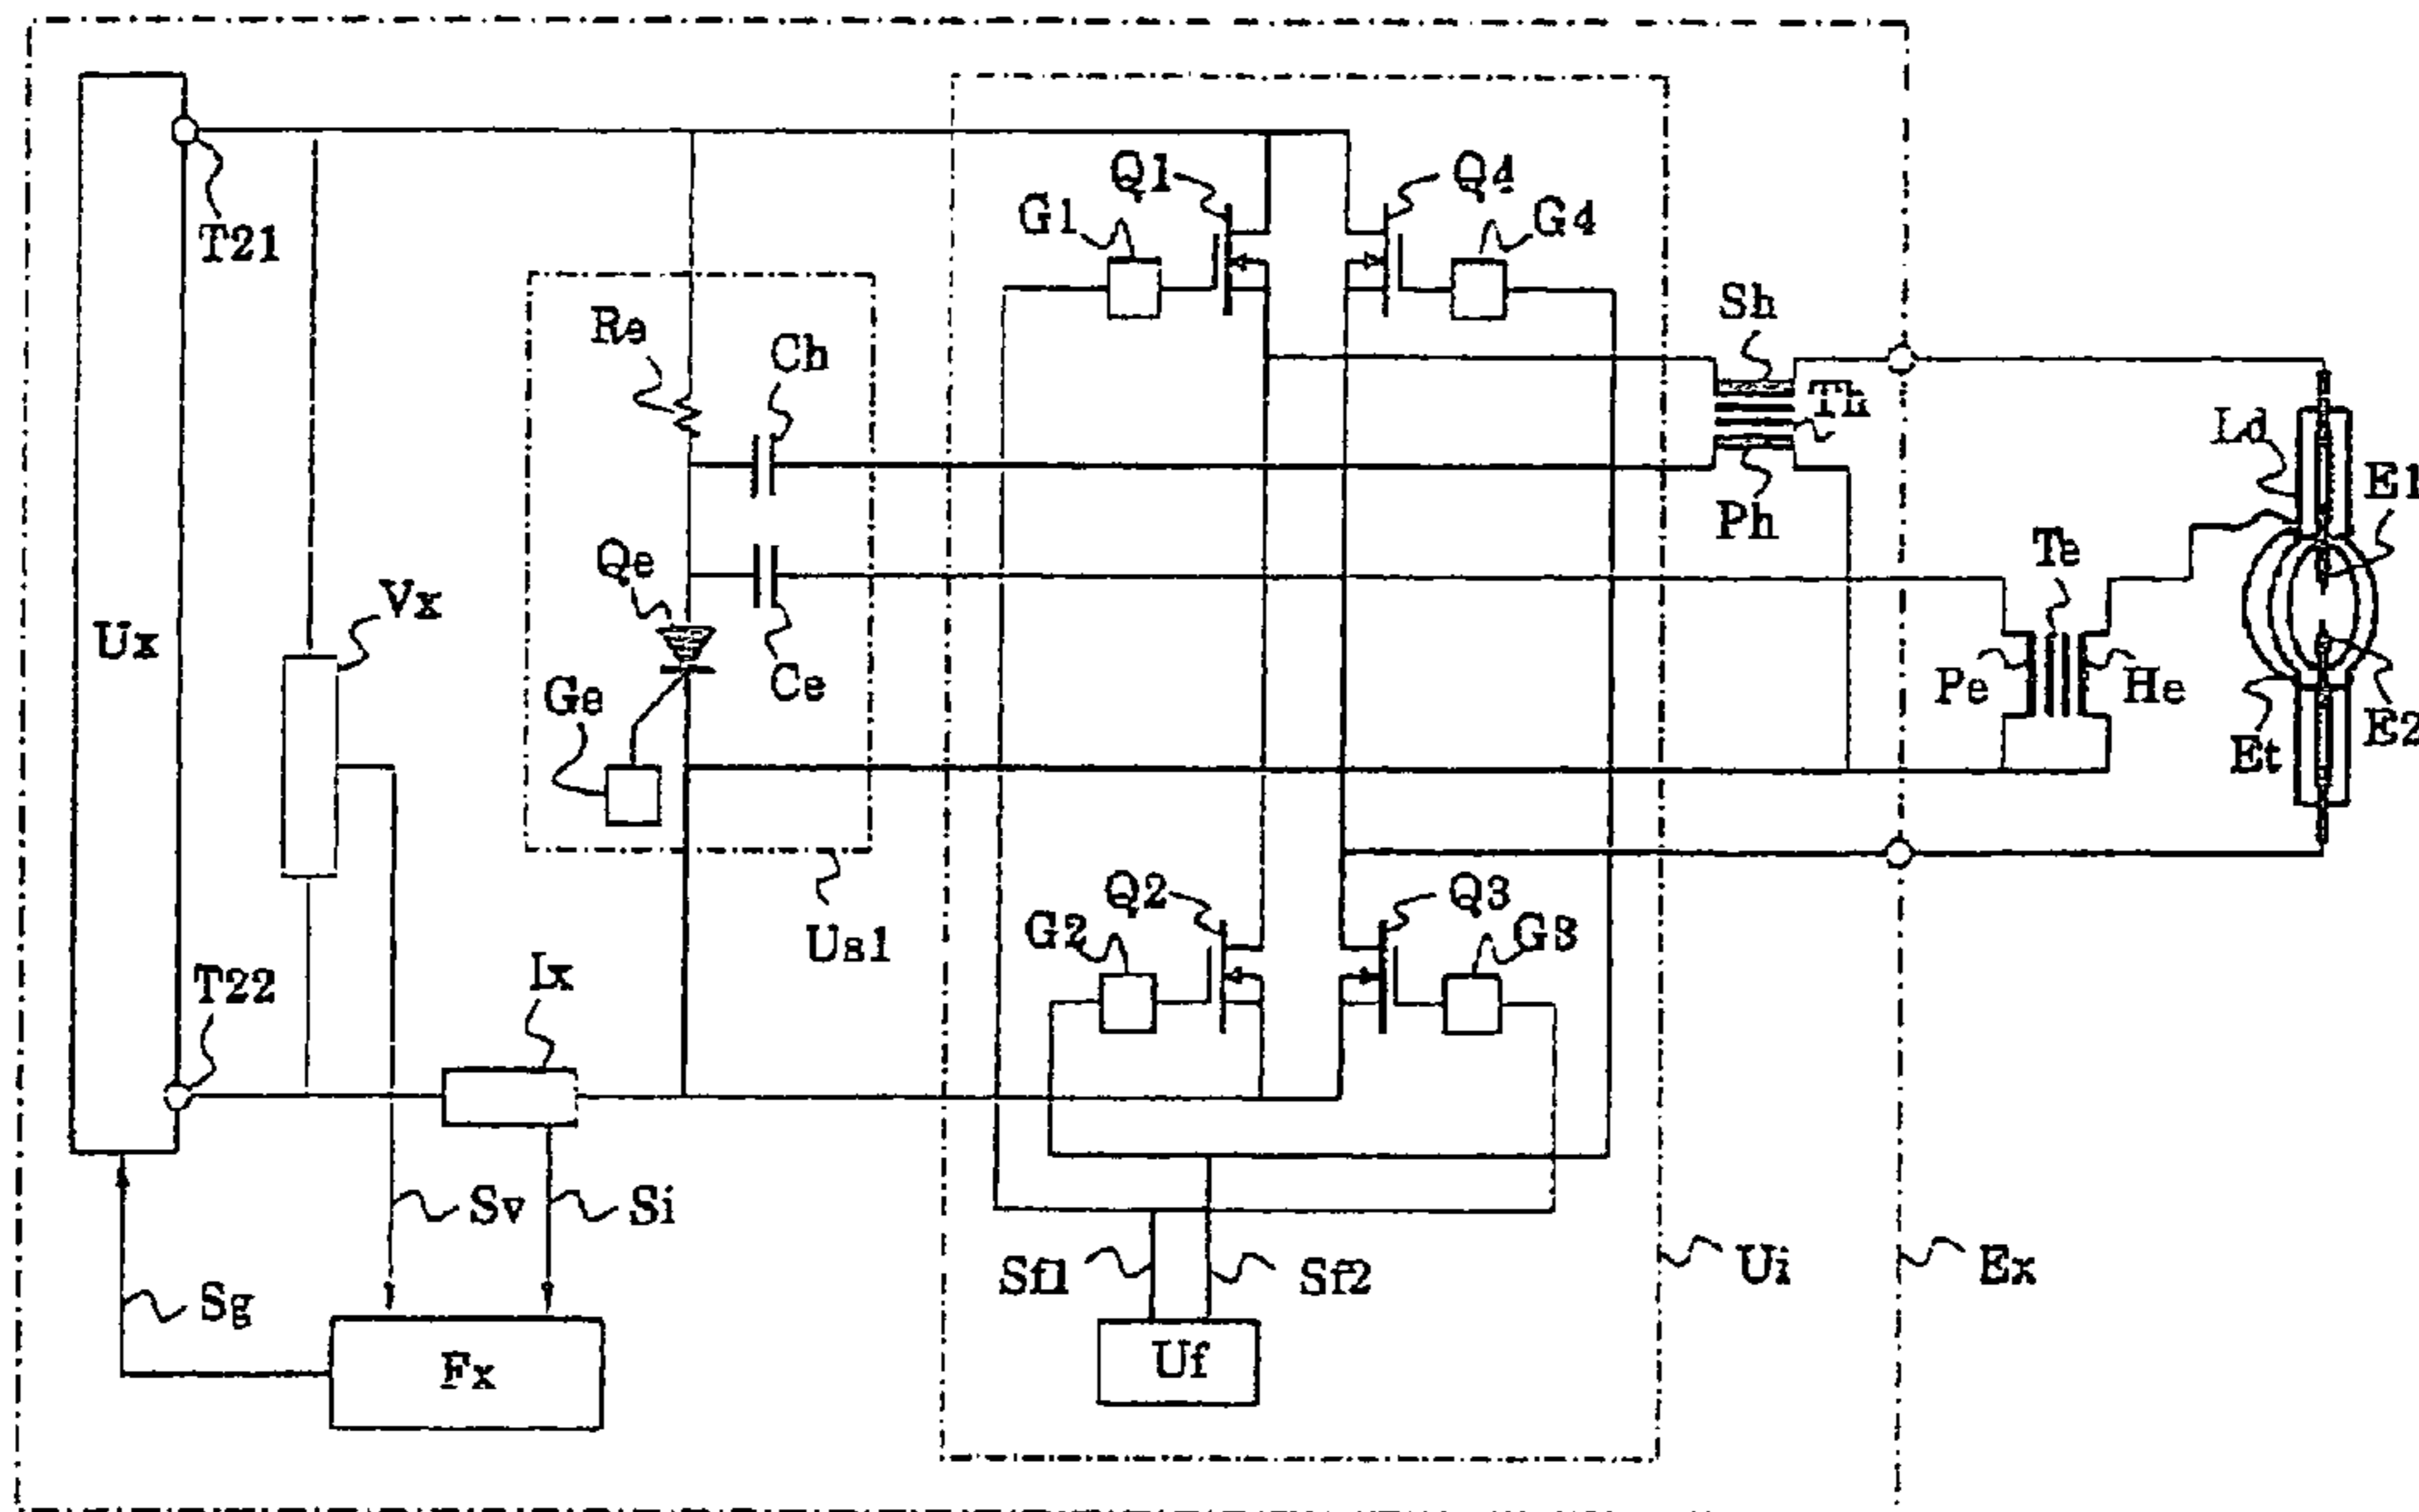 Q1
Q4
G1
G4
T21
Sh
Re
Ch
Th
Ld
E1
Ph
Qe
Te
Vx
Ux
Ce
Pe
He
Ge
E2
Et
Q2
Q3
G2
G3
Us1
Ix
T22
Sv
Si
Sf1
Sf2
Ui
Ex
Sg
Fx
Uf